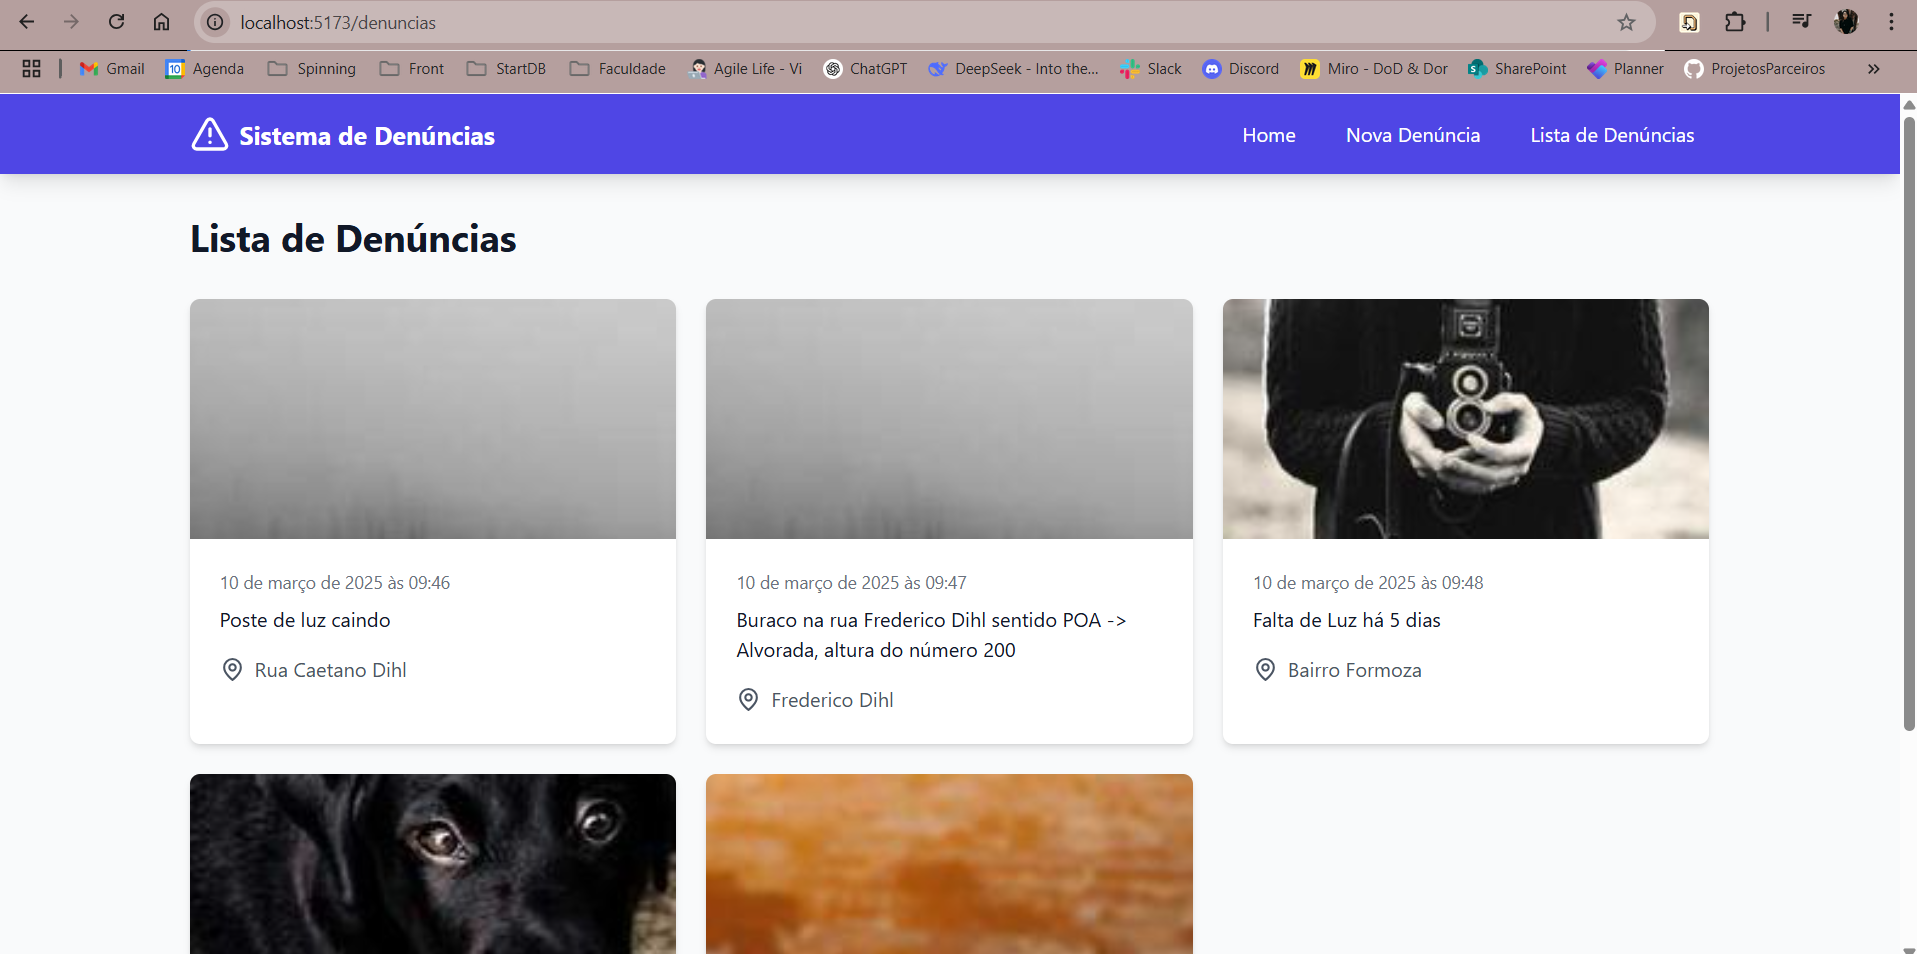 localhost:5173/denuncias
Gmail
10
Agenda
Spinning
Front
StartDB
Faculdade
Agile Life - Vi
ChatGPT
DeepSeek - Into the...
Slack
Discord
Miro - DoD & Dor
SharePoint
Planner
ProjetosParceiros
Sistema de Denúncias
Home
Nova Denúncia
Lista de Denúncias
Lista de Denúncias
10 de março de 2025 às 09:46
Poste de luz caindo
Rua Caetano Dihl
10 de março de 2025 às 09:47
Buraco na rua Frederico Dihl sentido POA ->
Alvorada, altura do número 200
Frederico Dihl
10 de março de 2025 às 09:48
Falta de Luz há 5 dias
Bairro Formoza